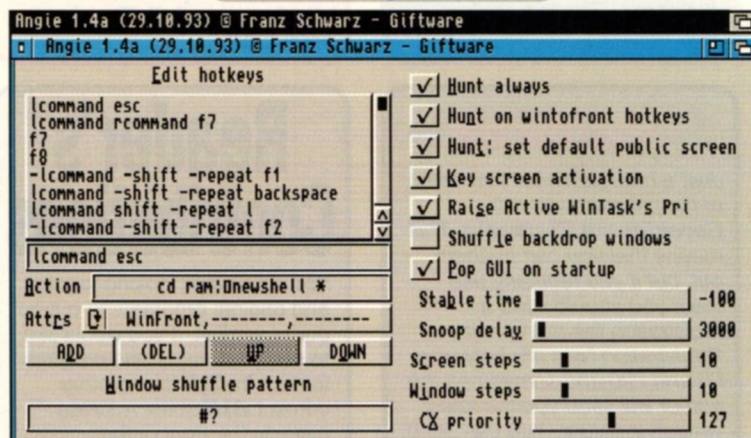 Angie 1.4a (29.10.93) © Franz Schwarz - Giftware
Angie 1.4a (29.10.93) © Franz Schwarz - Giftware
Edit hotkeys
lcommand esc
lcommand rcommand f7
f7
f8
-lcommand -shift -repeat f1
lcommand -shift -repeat backspace
lcommand shift -repeat l
-lcommand -shift -repeat f2
lcommand esc
Action cd ram:▯newshell *
Attrs WinFront,--------,--------
ADD (DEL) UP DOWN
Window shuffle pattern
#?
Hunt always
Hunt on wintofront hotkeys
Hunt: set default public screen
Key screen activation
Raise Active WinTask's Pri
Shuffle backdrop windows
Pop GUI on startup
Stable time -100
Snoop delay 3000
Screen steps 10
Window steps 10
CX priority 127